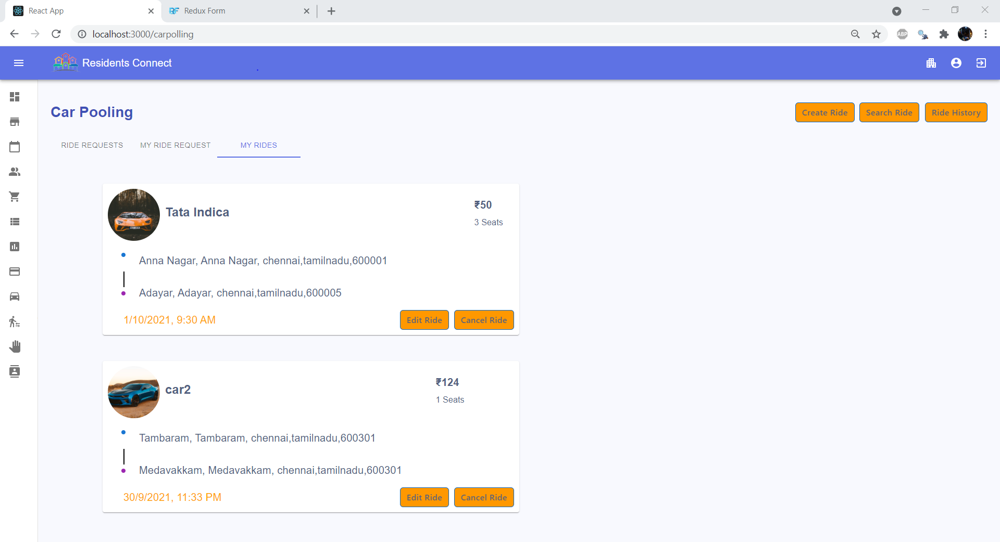 React App
Redux Form
localhost:3000/carpolling
ABP
Residents Connect
Car Pooling
Create Ride
Search Ride
Ride History
RIDE REQUESTS
MY RIDE REQUEST
MY RIDES
Tata Indica
₹50
3 Seats
Anna Nagar, Anna Nagar, chennai,tamilnadu,600001
Adayar, Adayar, chennai,tamilnadu,600005
1/10/2021, 9:30 AM
Edit Ride
Cancel Ride
car2
₹124
1 Seats
Tambaram, Tambaram, chennai,tamilnadu,600301
Medavakkam, Medavakkam, chennai,tamilnadu,600301
30/9/2021, 11:33 PM
Edit Ride
Cancel Ride